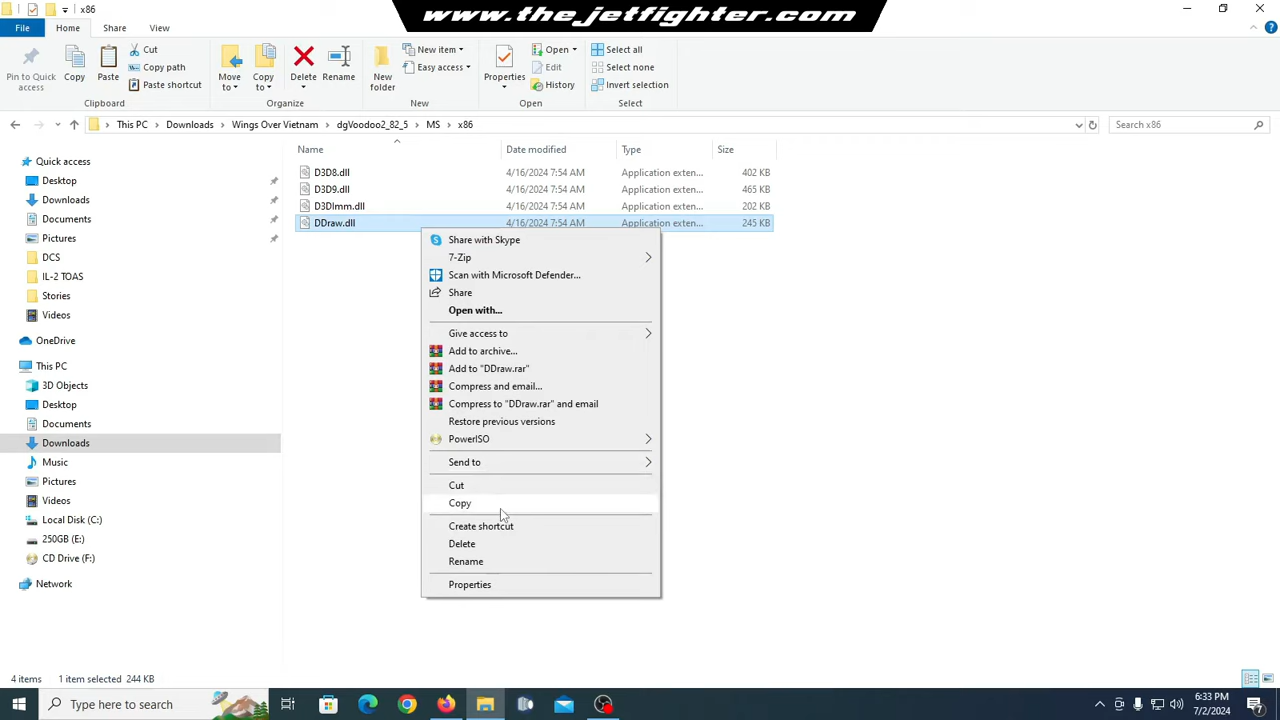 x86
www.thejetfighter.com
File
Home
Share
View
Pin to Quick access
Copy
Paste
Cut
Copy path
Paste shortcut
Clipboard
Move to
Copy to
Delete
Rename
Organize
New folder
New item
Easy access
New
Properties
Open
Edit
History
Open
Select all
Select none
Invert selection
Select
This PC
Downloads
Wings Over Vietnam
dgVoodoo2_82_5
MS
x86
Search x86
Quick access
Desktop
Downloads
Documents
Pictures
DCS
IL-2 TOAS
Stories
Videos
OneDrive
This PC
3D Objects
Desktop
Documents
Downloads
Music
Pictures
Videos
Local Disk (C:)
250GB (E:)
CD Drive (F:)
Network
Name Date modified Type Size
D3D8.dll 4/16/2024 7:54 AM Application exten... 402 KB
D3D9.dll 4/16/2024 7:54 AM Application exten... 465 KB
D3DImm.dll 4/16/2024 7:54 AM Application exten... 202 KB
DDraw.dll 4/16/2024 7:54 AM Application exten... 245 KB
Share with Skype
7-Zip
Scan with Microsoft Defender...
Share
Open with...
Give access to
Add to archive...
Add to "DDraw.rar"
Compress and email...
Compress to "DDraw.rar" and email
Restore previous versions
PowerISO
Send to
Cut
Copy
Create shortcut
Delete
Rename
Properties
4 items 1 item selected 244 KB
Type here to search
6:33 PM
7/2/2024